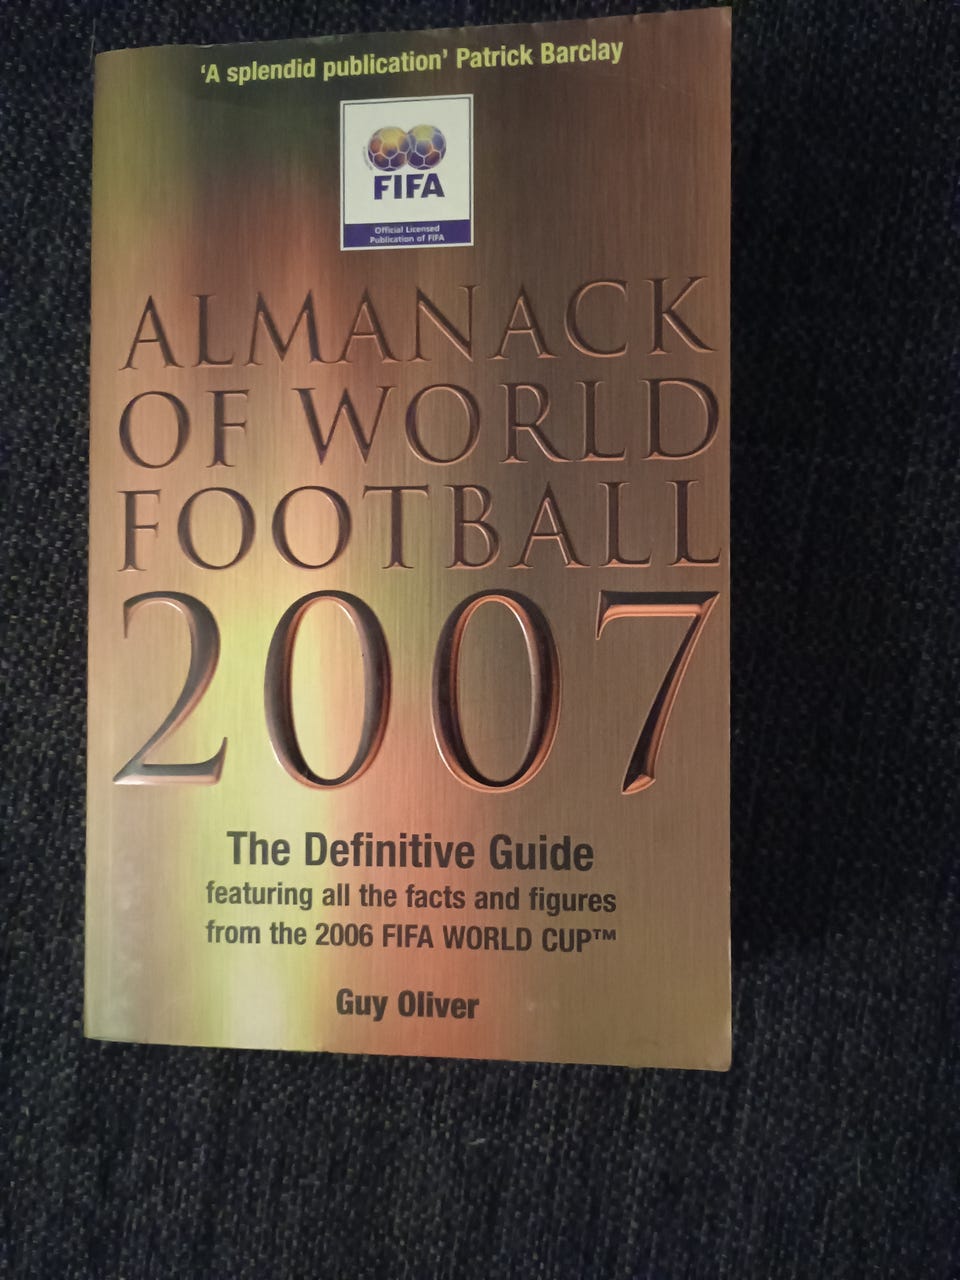 ‘A splendid publication’ Patrick Barclay
FIFA
Official Licensed
Publication of FIFA
ALMANACK
OF WORLD
FOOTBALL
2007
The Definitive Guide
featuring all the facts and figures
from the 2006 FIFA WORLD CUP™
Guy Oliver